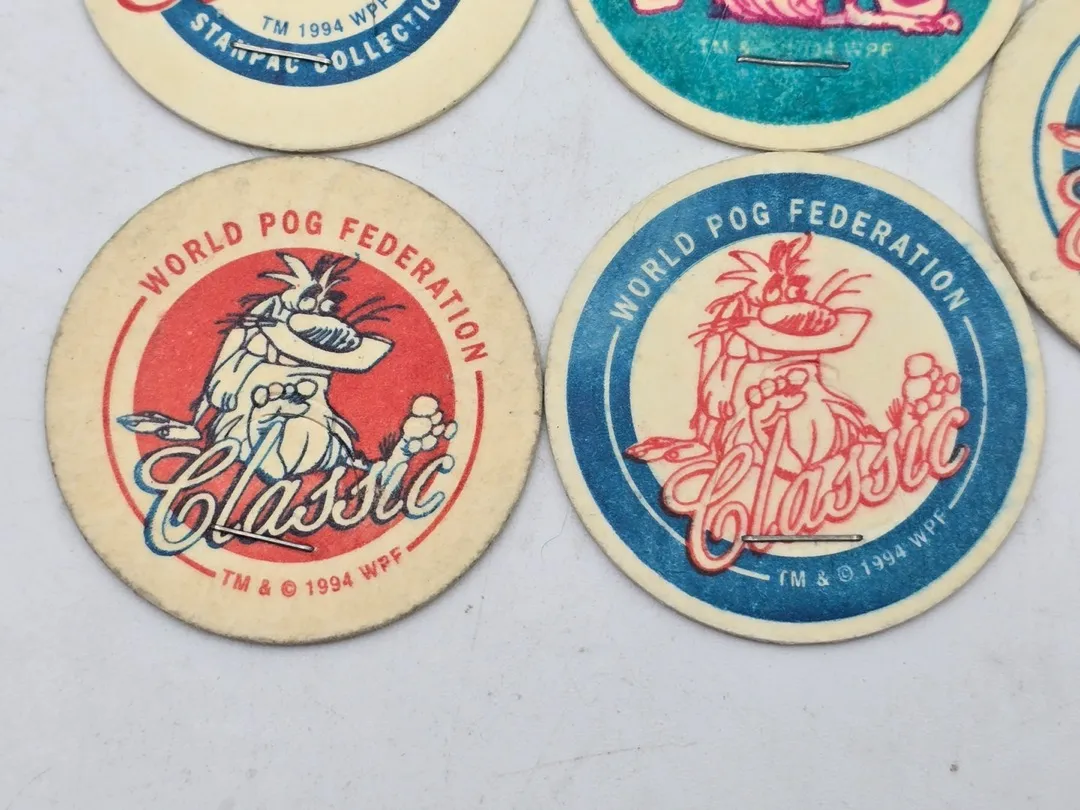 TM 1994 WPF
STANPAC COLLECTIO
TM & 1994 WPF
WORLD POG FEDERATION
Classic
TM & © 1994 WPF
WORLD POG FEDERATION
Classic
TM & © 1994 WPF